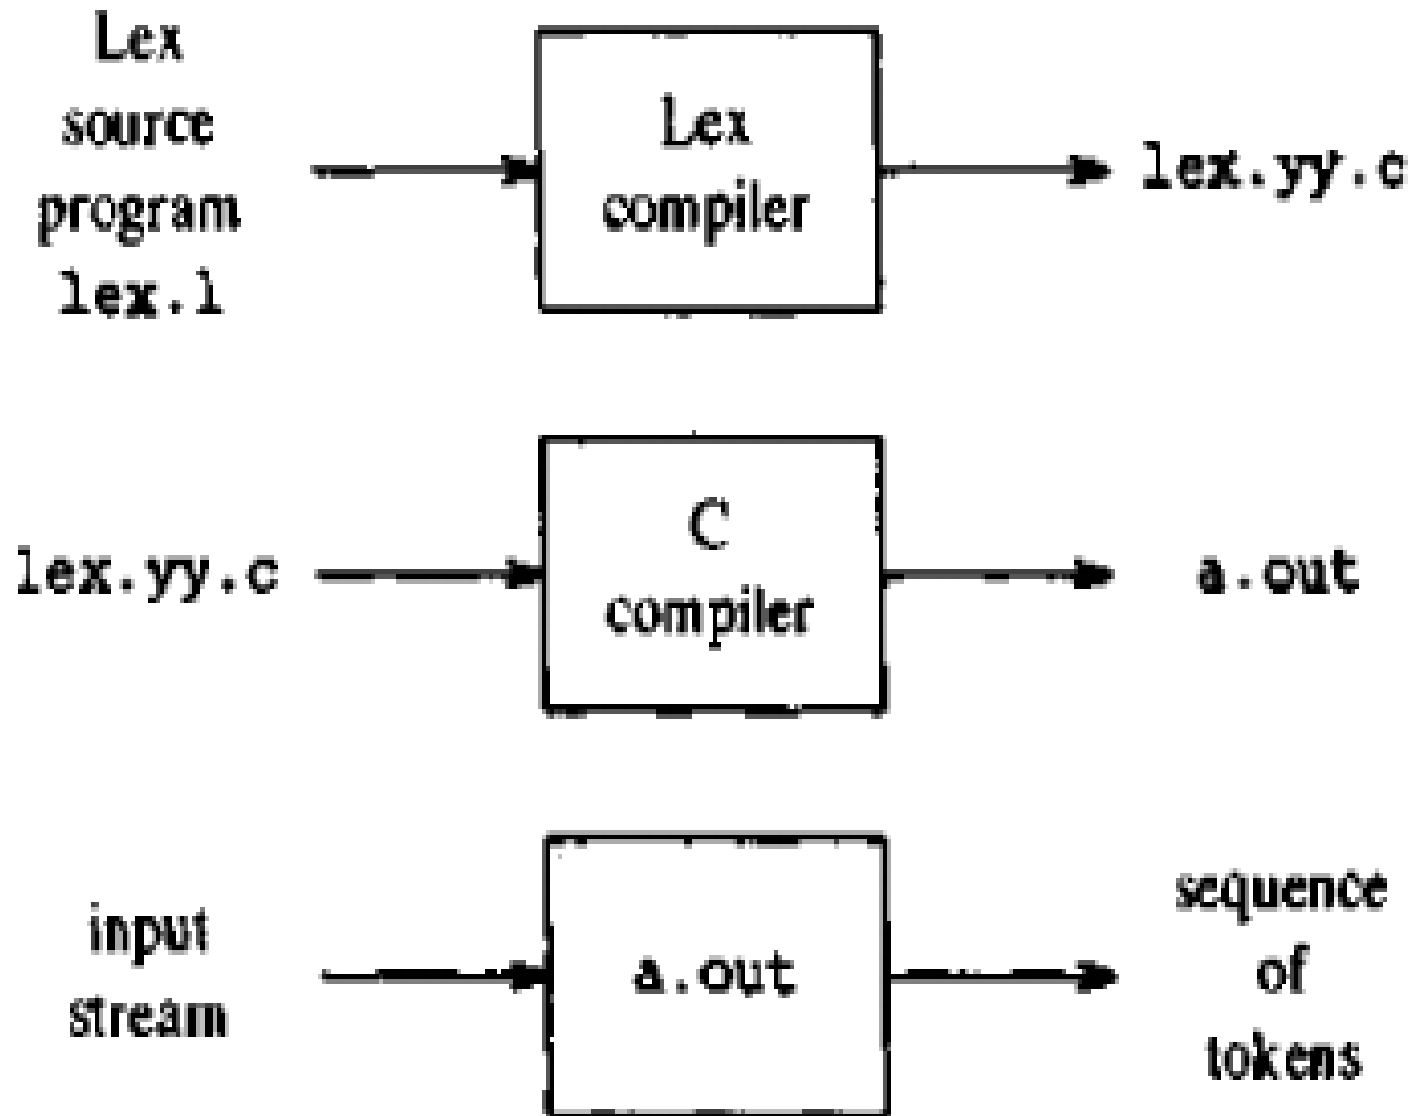 Lex
source
program
lex.l
Lex
compiler
lex.yy.c
lex.yy.c
C
compiler
a.out
input
stream
a.out
sequence
of
tokens